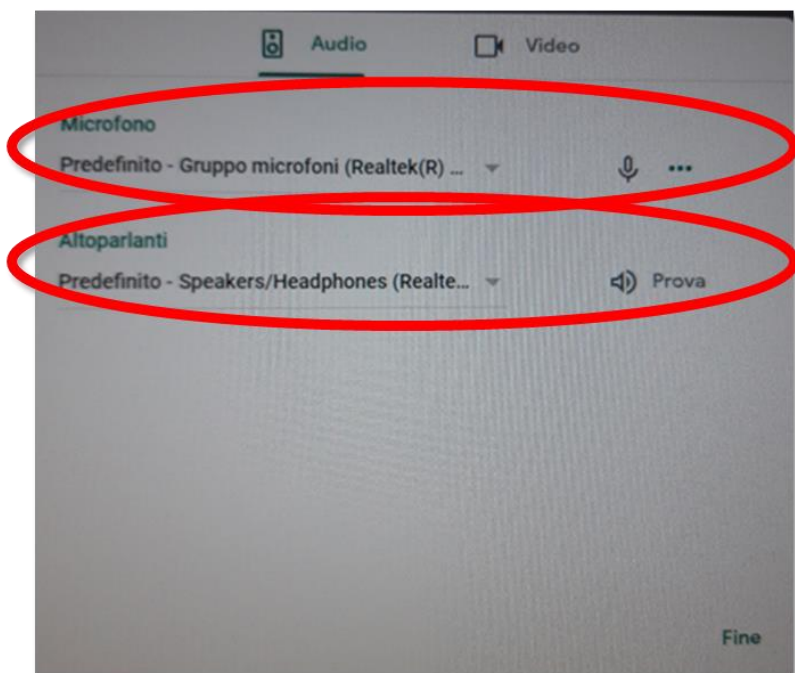 Audio Video
Microfono
Predefinito - Gruppo microfoni (Realtek(R) ...
Altoparlanti
Predefinito - Speakers/Headphones (Realte... Prova
Fine